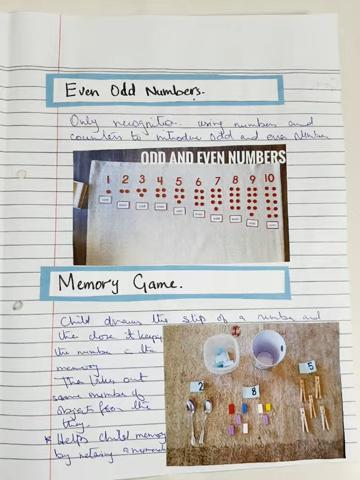 Even Odd Numbers.
Only recognition using numbers and
counters to introduce odd and even number
ODD AND EVEN NUMBERS
1 2 3 4 5 6 7 8 9 10
Memory Game.
Child draws the slip of a number and
the close it keeping
the number in the
memory
Then takes out
same number of
objects from the
tray.
2
8
5
* Helps child memory
by relating a